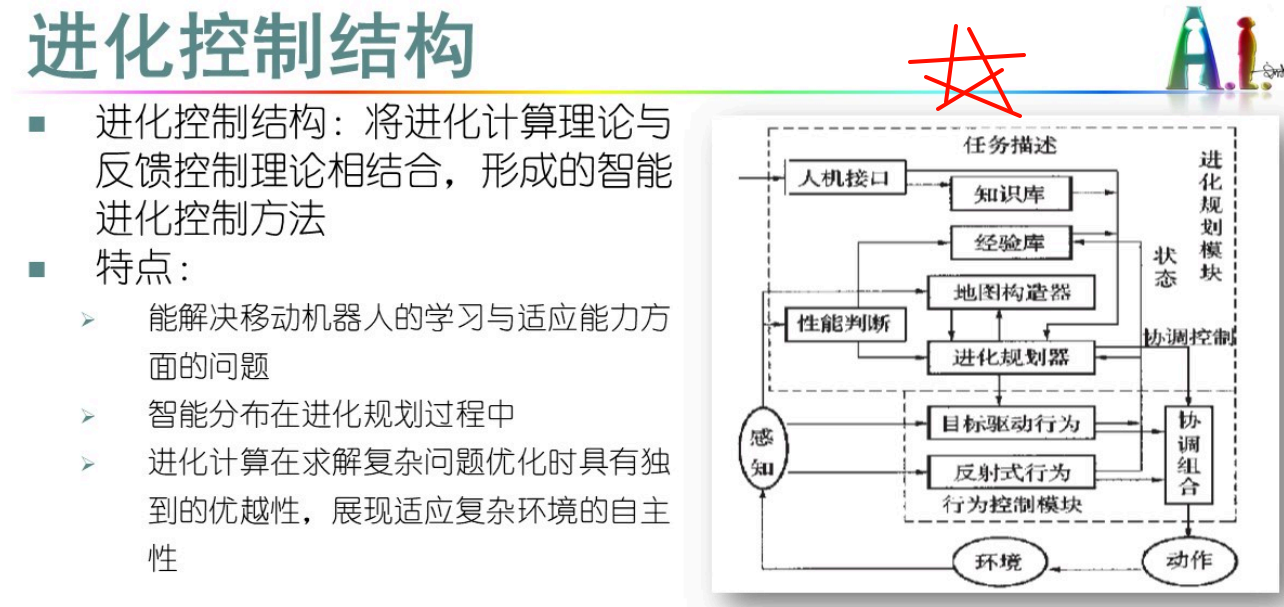 进化控制结构
A.I.
进化控制结构：将进化计算理论与
反馈控制理论相结合，形成的智能
进化控制方法
特点：
能解决移动机器人的学习与适应能力方
面的问题
智能分布在进化规划过程中
进化计算在求解复杂问题优化时具有独
到的优越性，展现适应复杂环境的自主
性
任务描述
进化规划模块
人机接口
知识库
经验库
状态
地图构造器
性能判断
协调控制
进化规划器
感知
目标驱动行为
协调组合
反射式行为
行为控制模块
环境
动作